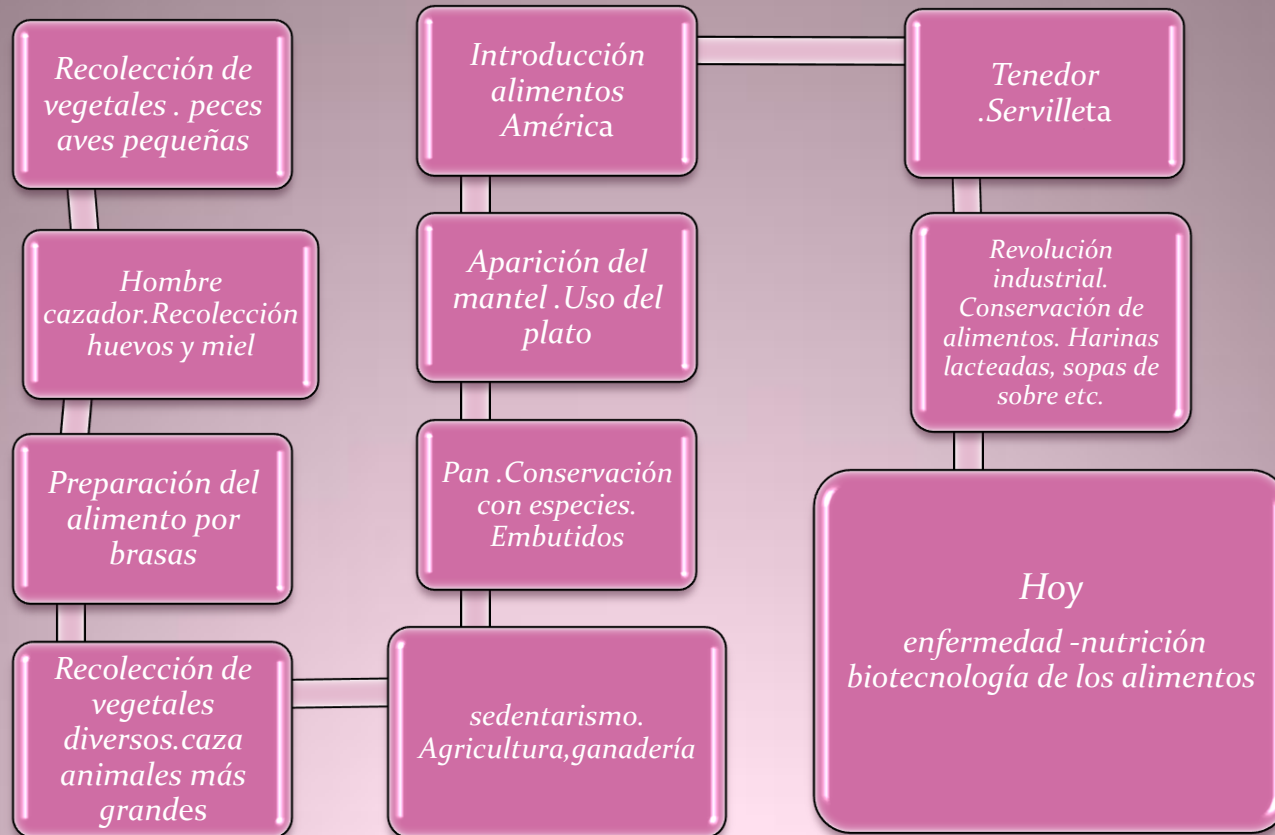 Recolección de
vegetales . peces
aves pequeñas
Hombre
cazador.Recolección
huevos y miel
Preparación del
alimento por
brasas
Recolección de
vegetales
diversos.caza
animales más
grandes
sedentarismo.
Agricultura,ganadería
Pan .Conservación
con especies.
Embutidos
Aparición del
mantel .Uso del
plato
Introducción
alimentos
América
Tenedor
.Servilleta
Revolución
industrial.
Conservación de
alimentos. Harinas
lacteadas, sopas de
sobre etc.
Hoy
enfermedad -nutrición
biotecnología de los alimentos